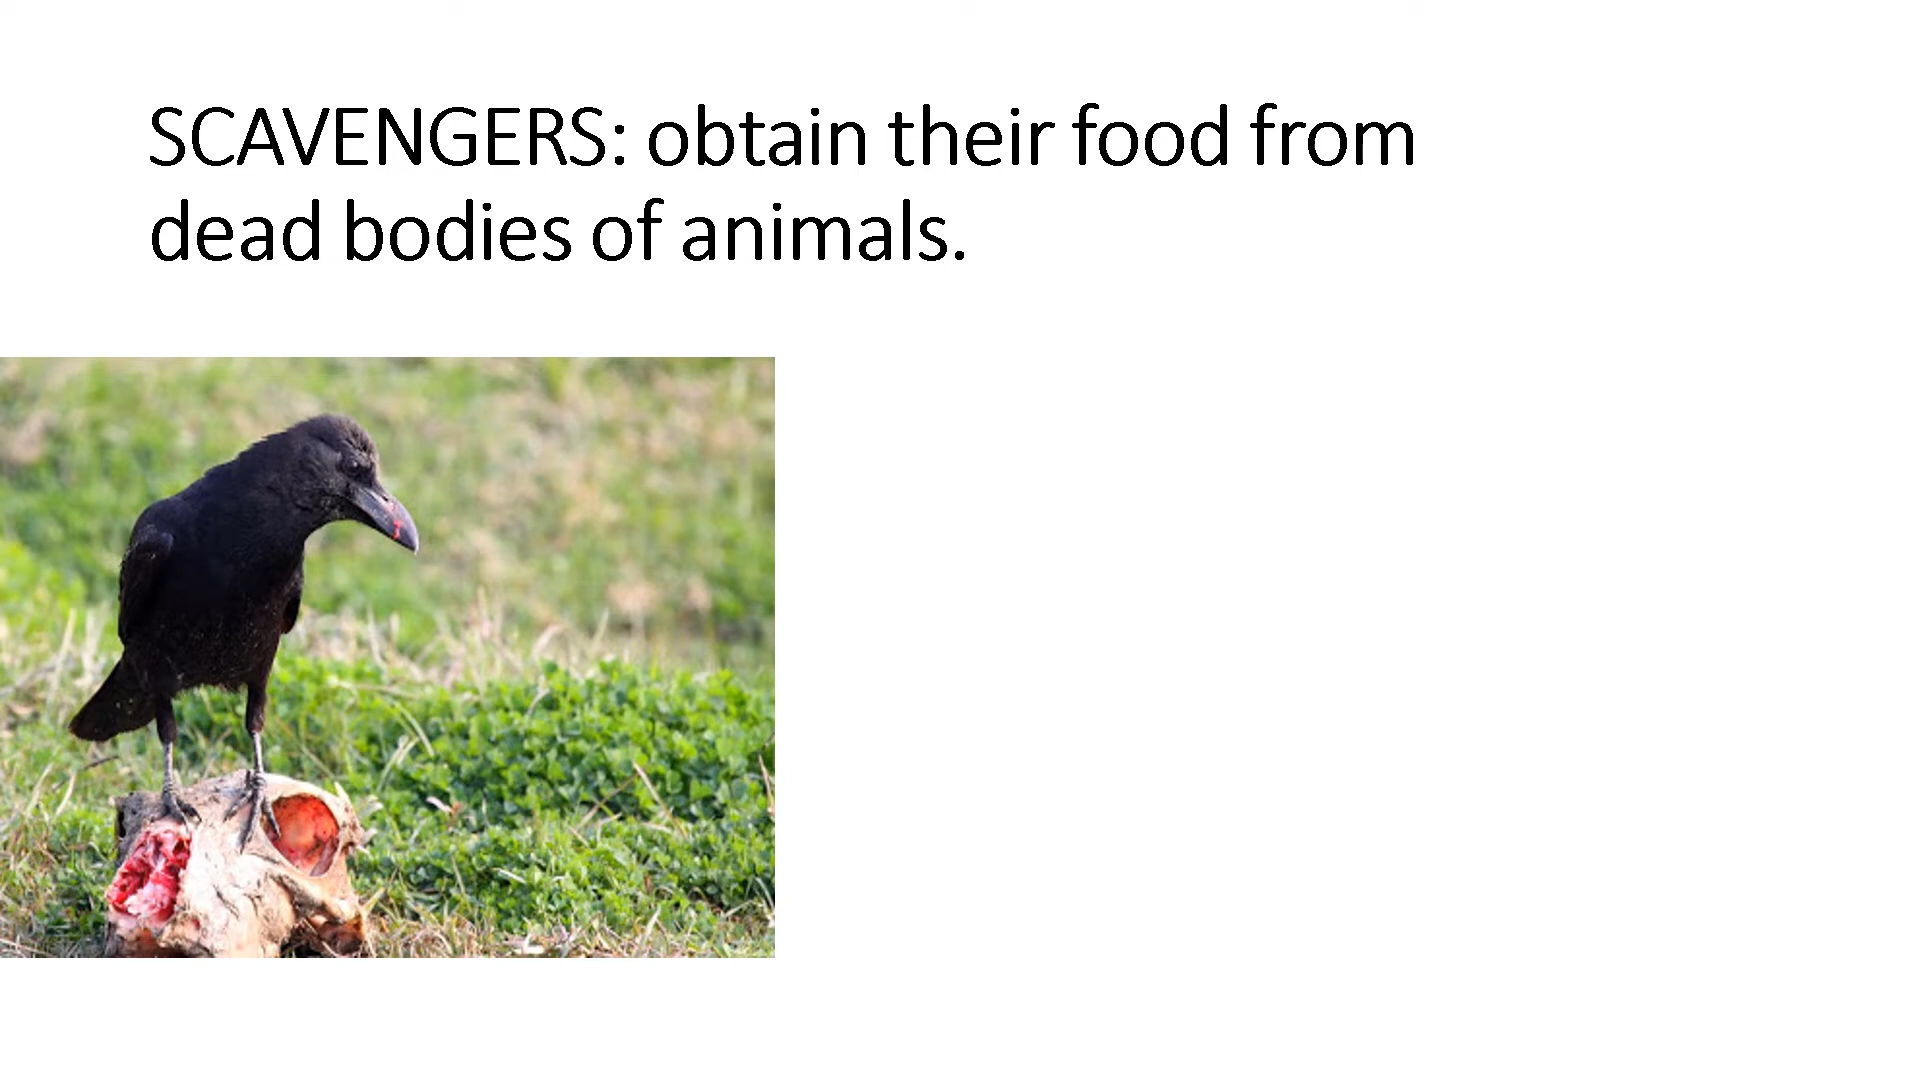 SCAVENGERS: obtain their food from
dead bodies of animals.